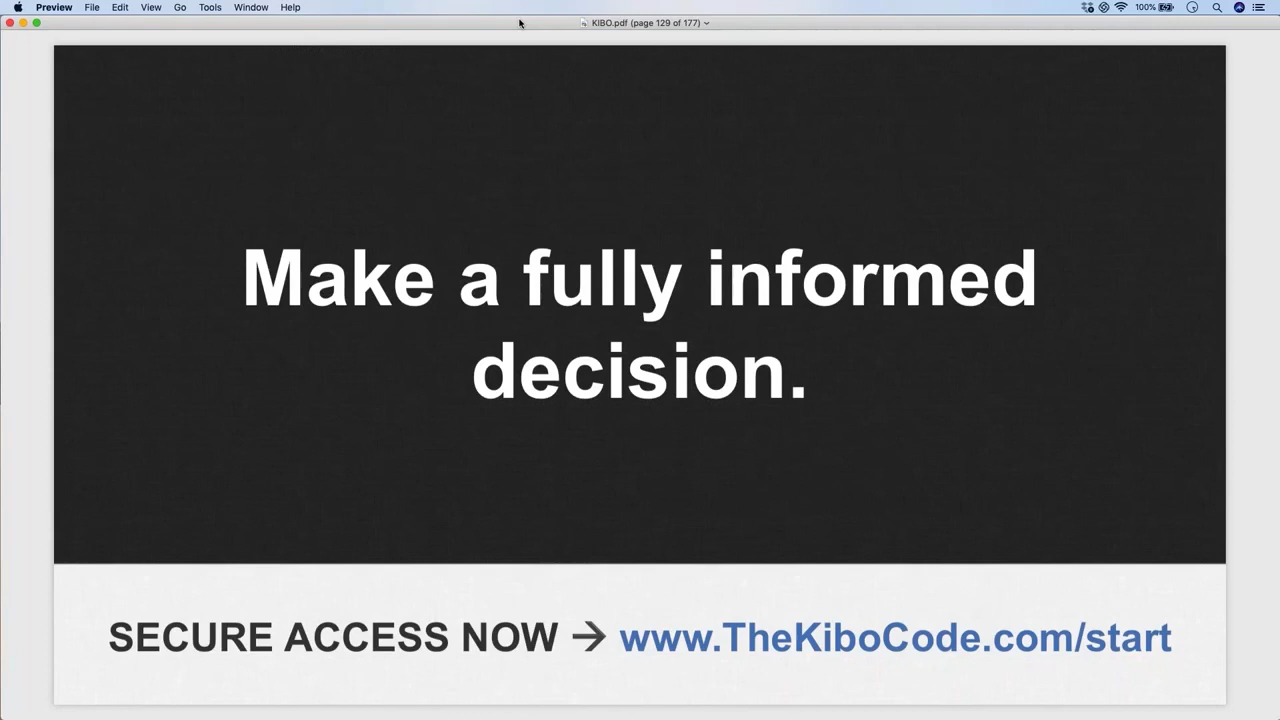 Preview File Edit View Go Tools Window Help 100%
KIBO.pdf (page 129 of 177)
Make a fully informed
decision.
SECURE ACCESS NOW → www.TheKiboCode.com/start